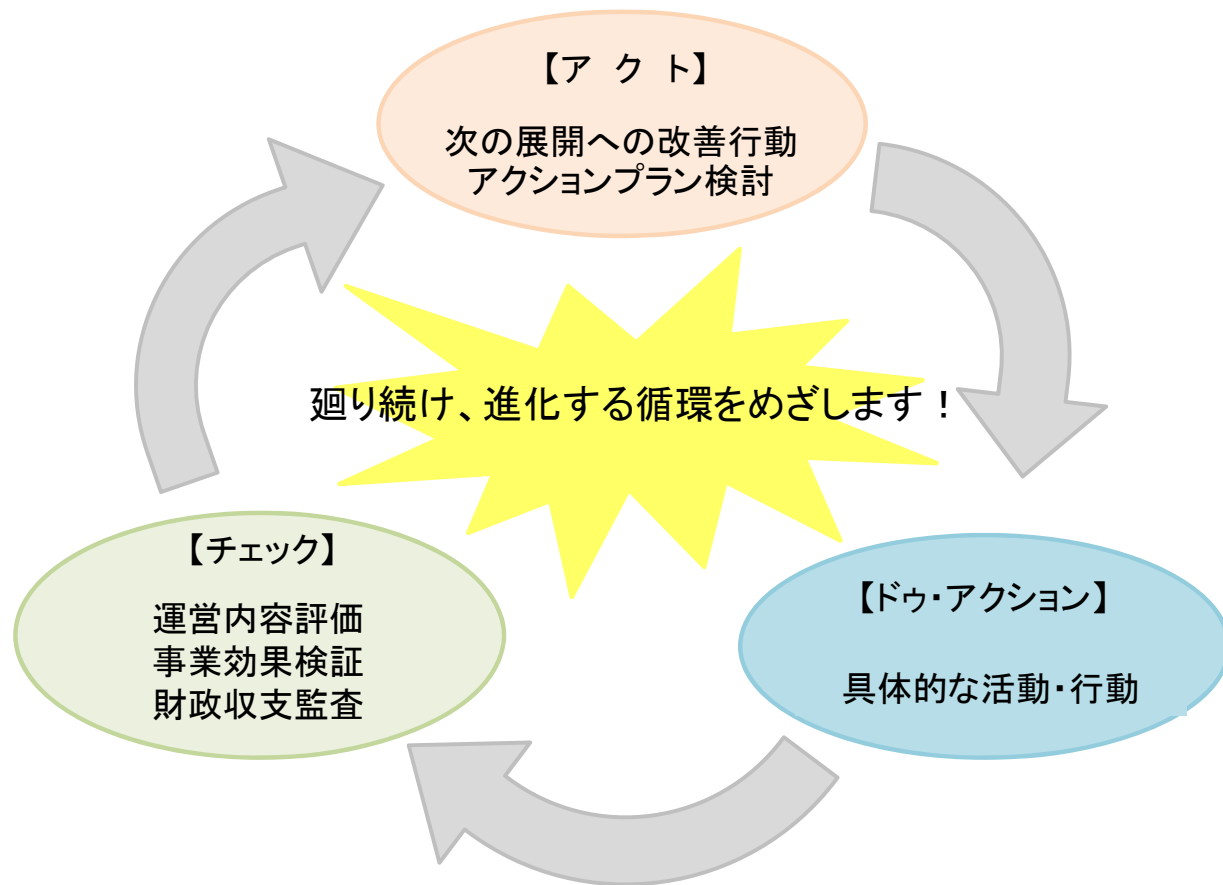 【ア ク ト】
次の展開への改善行動
アクションプラン検討
廻り続け、進化する循環をめざします！
【チェック】
運営内容評価
事業効果検証
財政収支監査
【ドゥ・アクション】
具体的な活動・行動